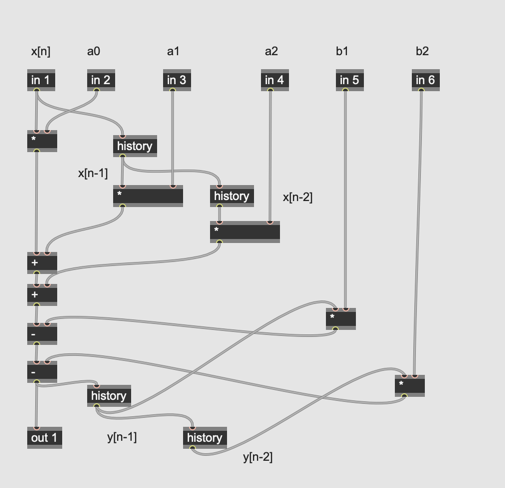 x[n] a0 a1 a2 b1 b2
in 1 in 2 in 3 in 4 in 5 in 6
*
history
x[n-1]
* history x[n-2]
*
+
+
*
-
-
*
history
out 1 y[n-1] history
y[n-2]